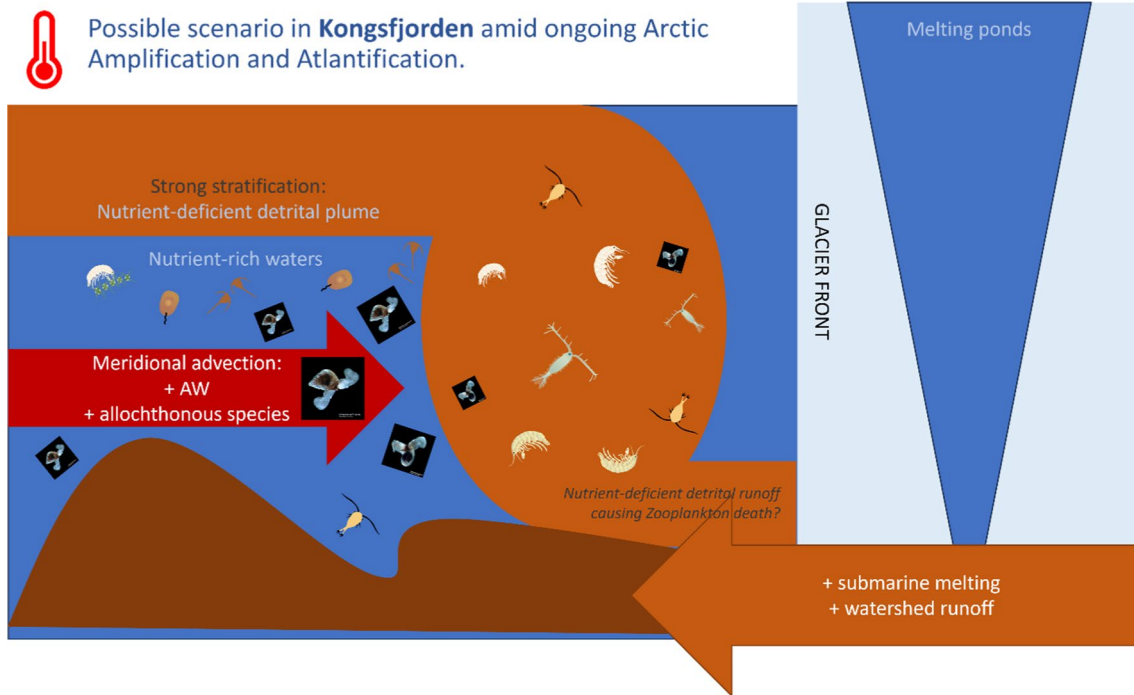 Possible scenario in Kongsfjorden amid ongoing Arctic
Amplification and Atlantification.
Melting ponds
Strong stratification:
Nutrient-deficient detrital plume
Nutrient-rich waters
GLACIER FRONT
Meridional advection:
+ AW
+ allochthonous species
Nutrient-deficient detrital runoff
causing Zooplankton death?
+ submarine melting
+ watershed runoff